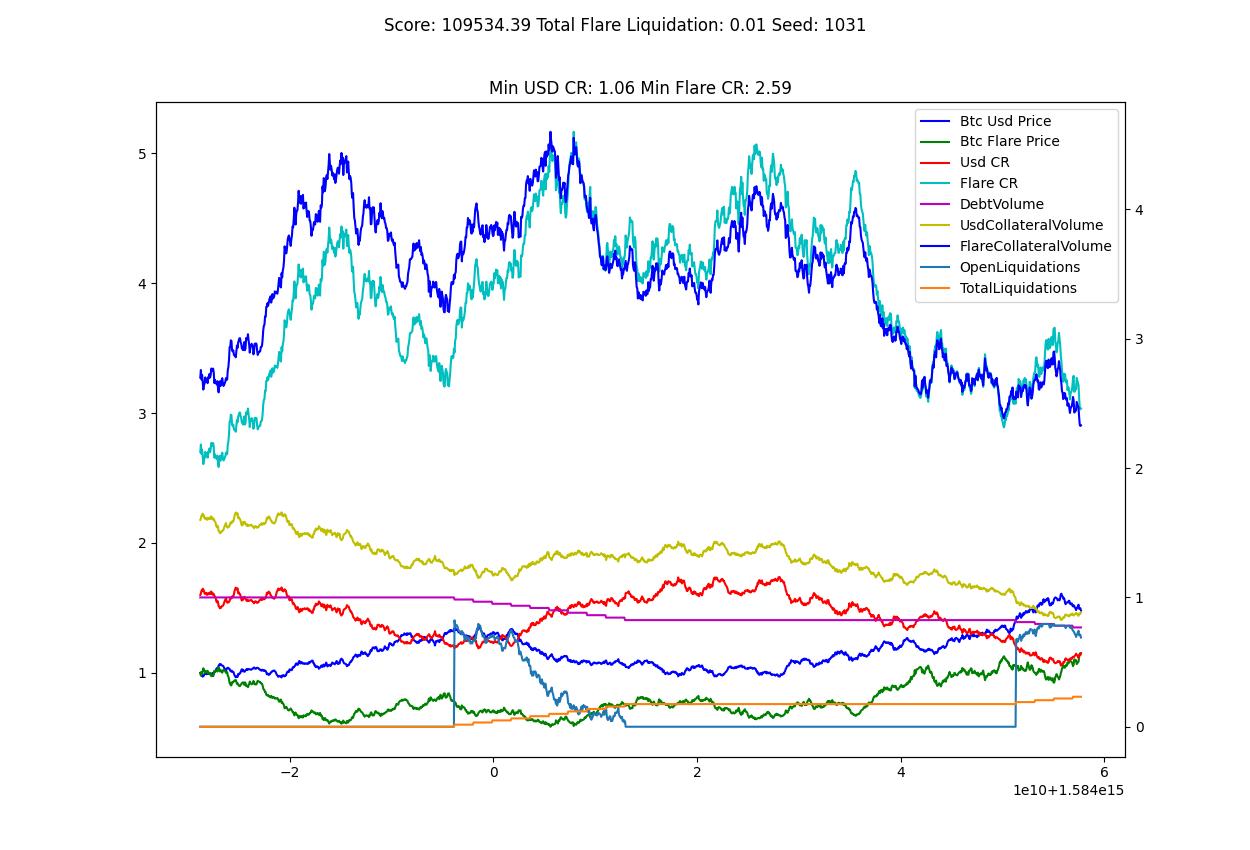 Score: 109534.39 Total Flare Liquidation: 0.01 Seed: 1031
Min USD CR: 1.06 Min Flare CR: 2.59
Btc Usd Price
Btc Flare Price
Usd CR
Flare CR
DebtVolume
UsdCollateralVolume
FlareCollateralVolume
OpenLiquidations
TotalLiquidations
5
4
3
2
1
4
3
2
1
0
−2
0
2
4
6
1e10+1.584e15